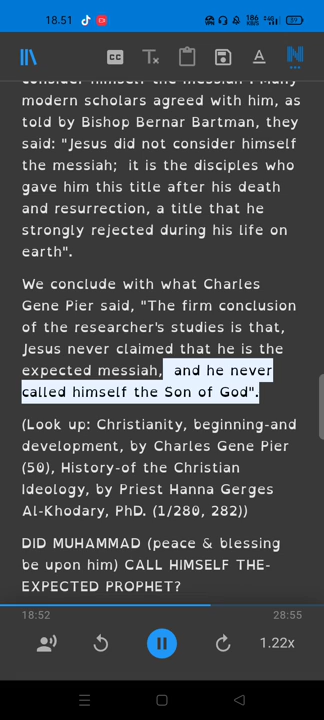 18.51
186
KB/S
CC
N
consider himself the messiah . Many
modern scholars agreed with him, as
told by Bishop Bernar Bartman, they
said: "Jesus did not consider himself
the messiah;  it is the disciples who
gave him this title after his death
and resurrection, a title that he
strongly rejected during his life on
earth".
We conclude with what Charles
Gene Pier said, "The firm conclusion
of the researcher's studies is that,
Jesus never claimed that he is the
expected messiah,  and he never
called himself the Son of God".
(Look up: Christianity, beginning-and
development, by Charles Gene Pier
(50), History-of the Christian
Ideology, by Priest Hanna Gerges
Al-Khodary, PhD. (1/280, 282))
DID MUHAMMAD (peace & blessing
be upon him) CALL HIMSELF THE-
EXPECTED PROPHET?
18:52
28:55
1.22x